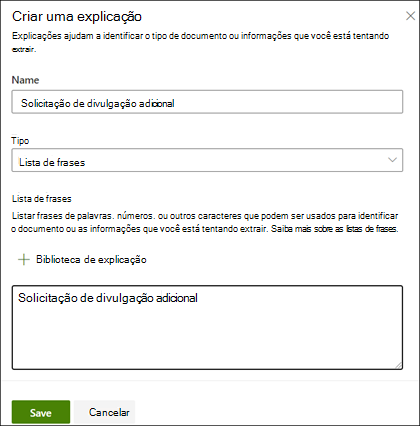 Criar uma explicação
Explicações ajudam a identificar o tipo de documento ou informações que você está tentando
extrair.
Name
Solicitação de divulgação adicional
Tipo
Lista de frases
Lista de frases
Listar frases de palavras. números. ou outros caracteres que podem ser usados para identificar
o documento ou as informações que você está tentando extrair. Saiba mais sobre as listas de frases.
Biblioteca de explicação
Solicitação de divulgação adicional
Save Cancelar